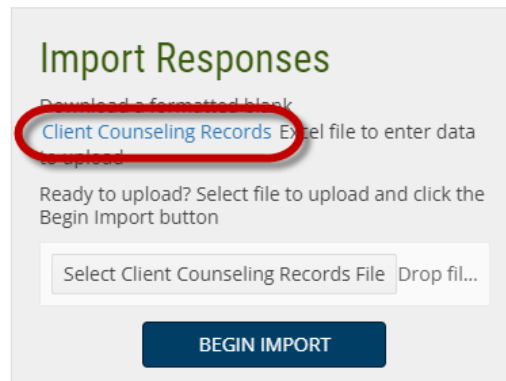 Import Responses
Download a formatted blank
Client Counseling Records Excel file to enter data
to upload
Ready to upload? Select file to upload and click the
Begin Import button
Select Client Counseling Records File Drop fil...
BEGIN IMPORT